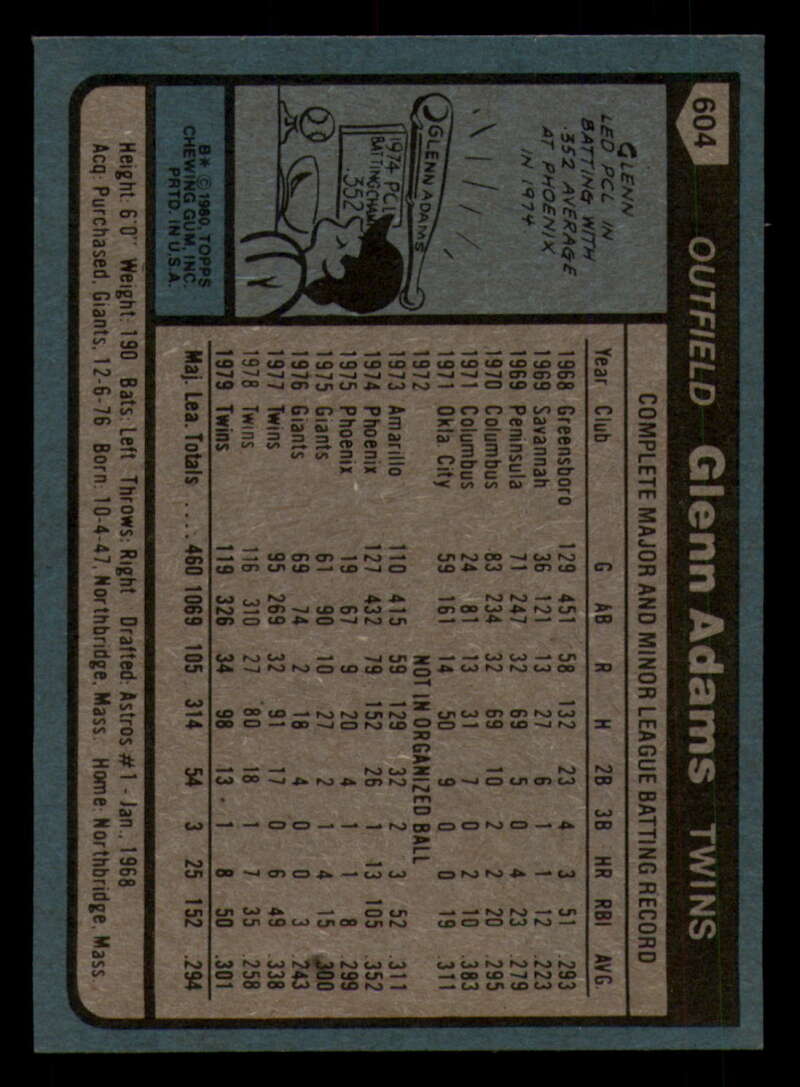 604
OUTFIELD Glenn Adams TWINS
GLENN
LED PCL IN
BATTING WITH
.352 AVERAGE
AT PHOENIX
IN 1974
GLENN ADAMS
1974 PCL
BATTING CHAMP
.352
B* © 1980, TOPPS
CHEWING GUM, INC.
PRTD. IN U.S.A.
COMPLETE MAJOR AND MINOR LEAGUE BATTING RECORD
Year Club G AB R H 2B 3B HR RBI AVG.
1968 Greensboro 129 451 58 132 23 4 3 51 .293
1969 Savannah 36 121 13 27 6 1 1 12 .223
1969 Peninsula 71 247 32 69 5 0 4 23 .279
1970 Columbus 83 234 32 69 10 2 2 20 .295
1971 Columbus 24 81 13 31 7 0 2 10 .383
1971 Okla City 59 161 14 50 9 0 0 19 .311
1972 NOT IN ORGANIZED BALL
1973 Amarillo 110 415 59 129 32 2 3 52 .311
1974 Phoenix 127 432 79 152 26 1 13 105 .352
1975 Phoenix 19 67 9 20 4 1 1 8 .299
1975 Giants 61 90 10 27 2 1 4 15 .300
1976 Giants 69 74 2 18 4 0 0 3 .243
1977 Twins 95 269 32 91 17 0 6 49 .338
1978 Twins 116 310 27 80 18 1 7 35 .258
1979 Twins 119 326 34 98 13 1 8 50 .301
Maj. Lea. Totals .... 460 1069 105 314 54 3 25 152 .294
Height: 6'0" Weight: 190 Bats: Left Throws: Right Drafted: Astros #1 - Jan., 1968
Acq: Purchased, Giants, 12-6-76 Born: 10-4-47, Northbridge, Mass. Home: Northbridge, Mass.